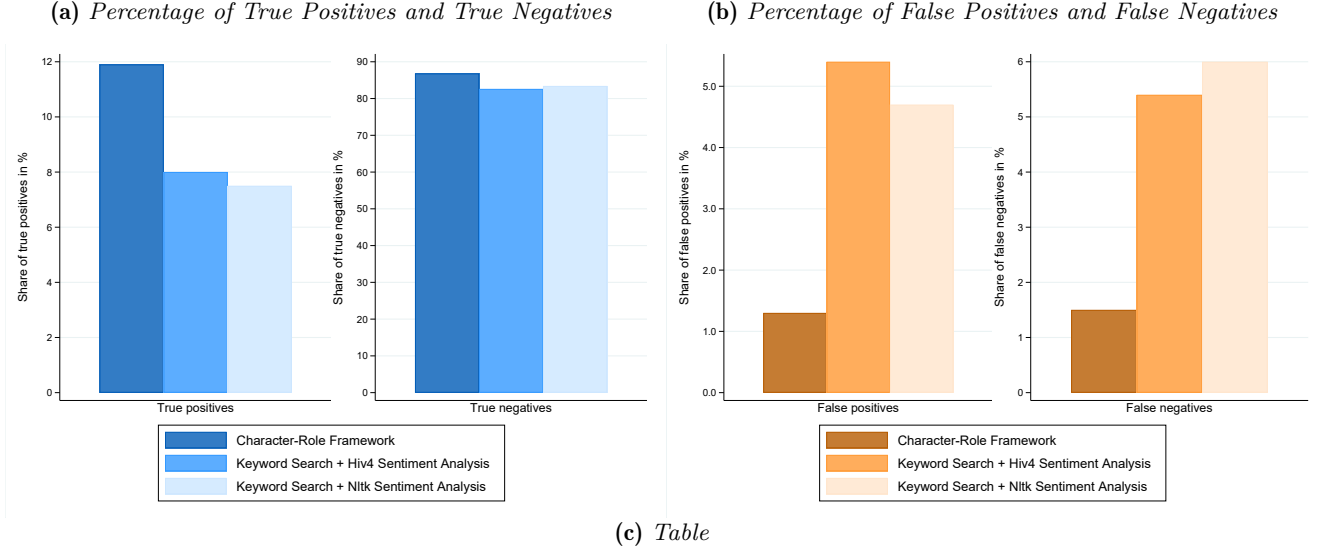 (a) Percentage of True Positives and True Negatives
Share of true positives in %
12
10
8
6
4
2
0
True positives
Share of true negatives in %
90
80
70
60
50
40
30
20
10
0
True negatives
Character-Role Framework
Keyword Search + Hiv4 Sentiment Analysis
Keyword Search + Nltk Sentiment Analysis
(b) Percentage of False Positives and False Negatives
Share of false positives in %
5.0
4.0
3.0
2.0
1.0
0.0
False positives
Share of false negatives in %
6
5
4
3
2
1
0
False negatives
Character-Role Framework
Keyword Search + Hiv4 Sentiment Analysis
Keyword Search + Nltk Sentiment Analysis
(c) Table